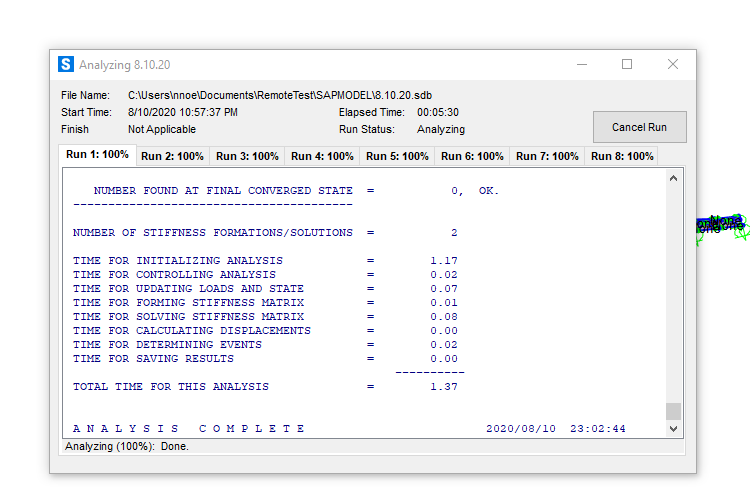 S Analyzing 8.10.20
File Name: C:\Users\nnoe\Documents\RemoteTest\SAPMODEL\8.10.20.sdb
Start Time: 8/10/2020 10:57:37 PM Elapsed Time: 00:05:30
Finish Not Applicable Run Status: Analyzing
Cancel Run
Run 1: 100% Run 2: 100% Run 3: 100% Run 4: 100% Run 5: 100% Run 6: 100% Run 7: 100% Run 8: 100%
NUMBER FOUND AT FINAL CONVERGED STATE = 0, OK.
----------------------------------------
NUMBER OF STIFFNESS FORMATIONS/SOLUTIONS = 2
TIME FOR INITIALIZING ANALYSIS = 1.17
TIME FOR CONTROLLING ANALYSIS = 0.02
TIME FOR UPDATING LOADS AND STATE = 0.07
TIME FOR FORMING STIFFNESS MATRIX = 0.01
TIME FOR SOLVING STIFFNESS MATRIX = 0.08
TIME FOR CALCULATING DISPLACEMENTS = 0.00
TIME FOR DETERMINING EVENTS = 0.02
TIME FOR SAVING RESULTS = 0.00
----------
TOTAL TIME FOR THIS ANALYSIS = 1.37
A N A L Y S I S   C O M P L E T E 2020/08/10 23:02:44
Analyzing (100%): Done.